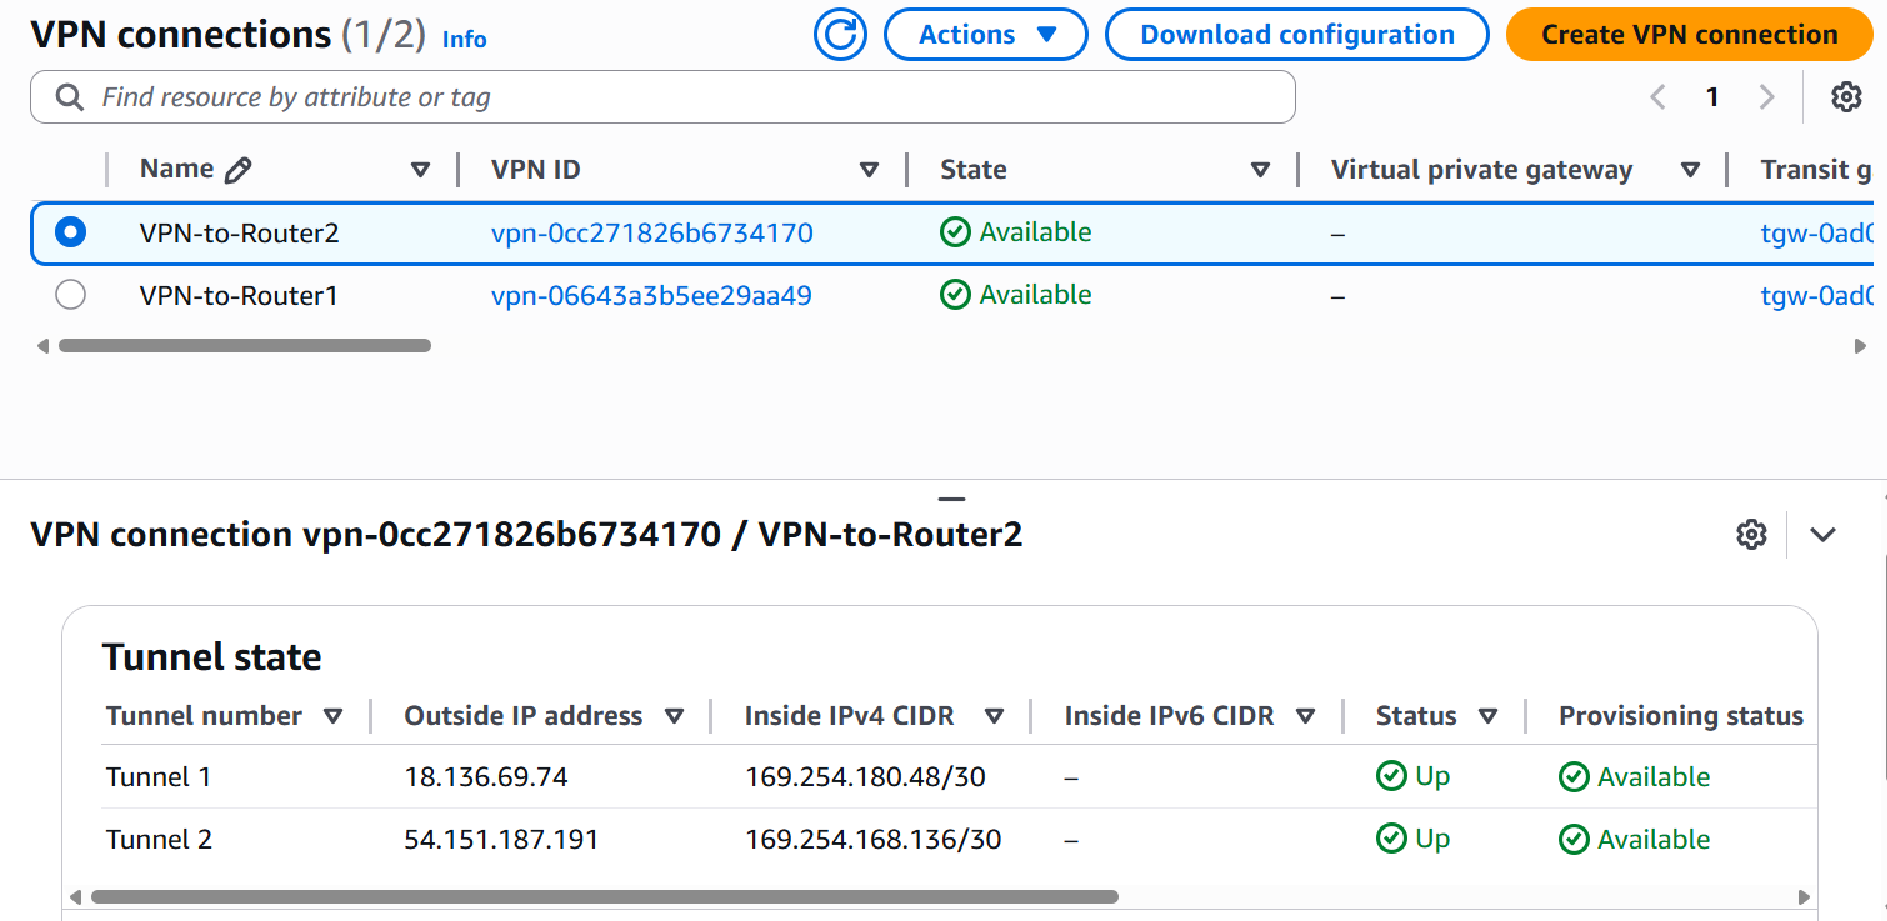 VPN connections (1/2) Info Actions Download configuration Create VPN connection
Find resource by attribute or tag 1
Name VPN ID State Virtual private gateway Transit g
VPN-to-Router2 vpn-0cc271826b6734170 Available – tgw-0ad0
VPN-to-Router1 vpn-06643a3b5ee29aa49 Available – tgw-0ad0
VPN connection vpn-0cc271826b6734170 / VPN-to-Router2
Tunnel state
Tunnel number Outside IP address Inside IPv4 CIDR Inside IPv6 CIDR Status Provisioning status
Tunnel 1 18.136.69.74 169.254.180.48/30 – Up Available
Tunnel 2 54.151.187.191 169.254.168.136/30 – Up Available